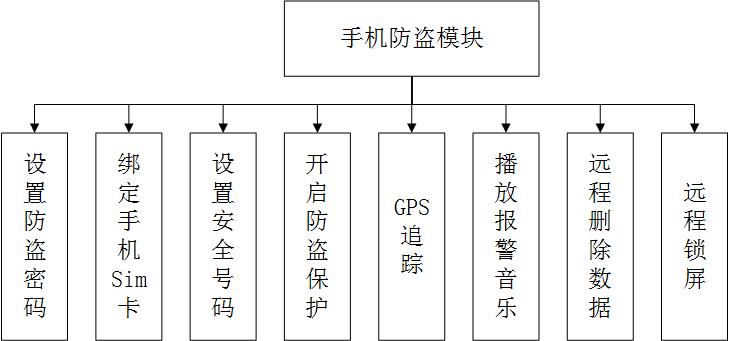 手机防盗模块
设置防盗密码
绑定手机Sim卡
设置安全号码
开启防盗保护
GPS追踪
播放报警音乐
远程删除数据
远程锁屏